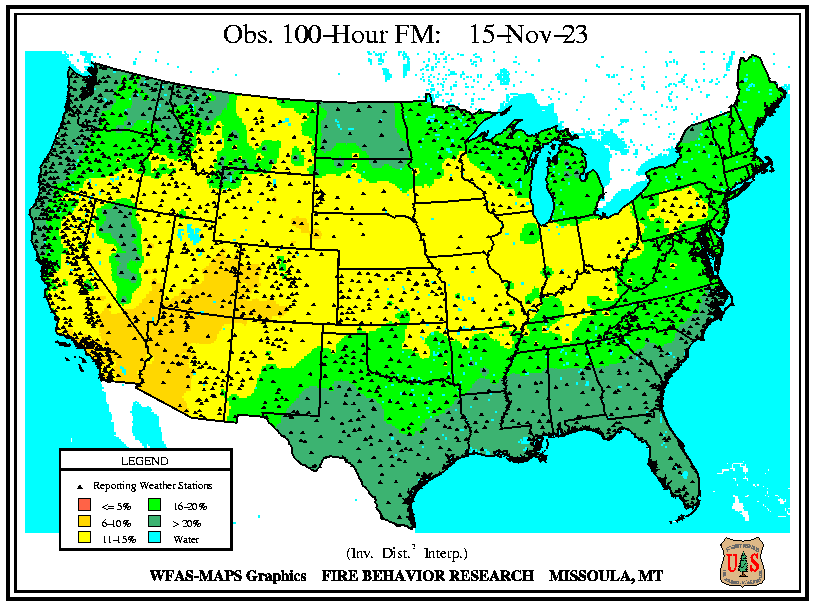 Obs. 100-Hour FM: 15-Nov-23
LEGEND
Reporting Weather Stations
<= 5% 16-20%
6-10% > 20%
11-15% Water
(Inv. Dist.² Interp.)
WFAS-MAPS Graphics FIRE BEHAVIOR RESEARCH MISSOULA, MT
U S